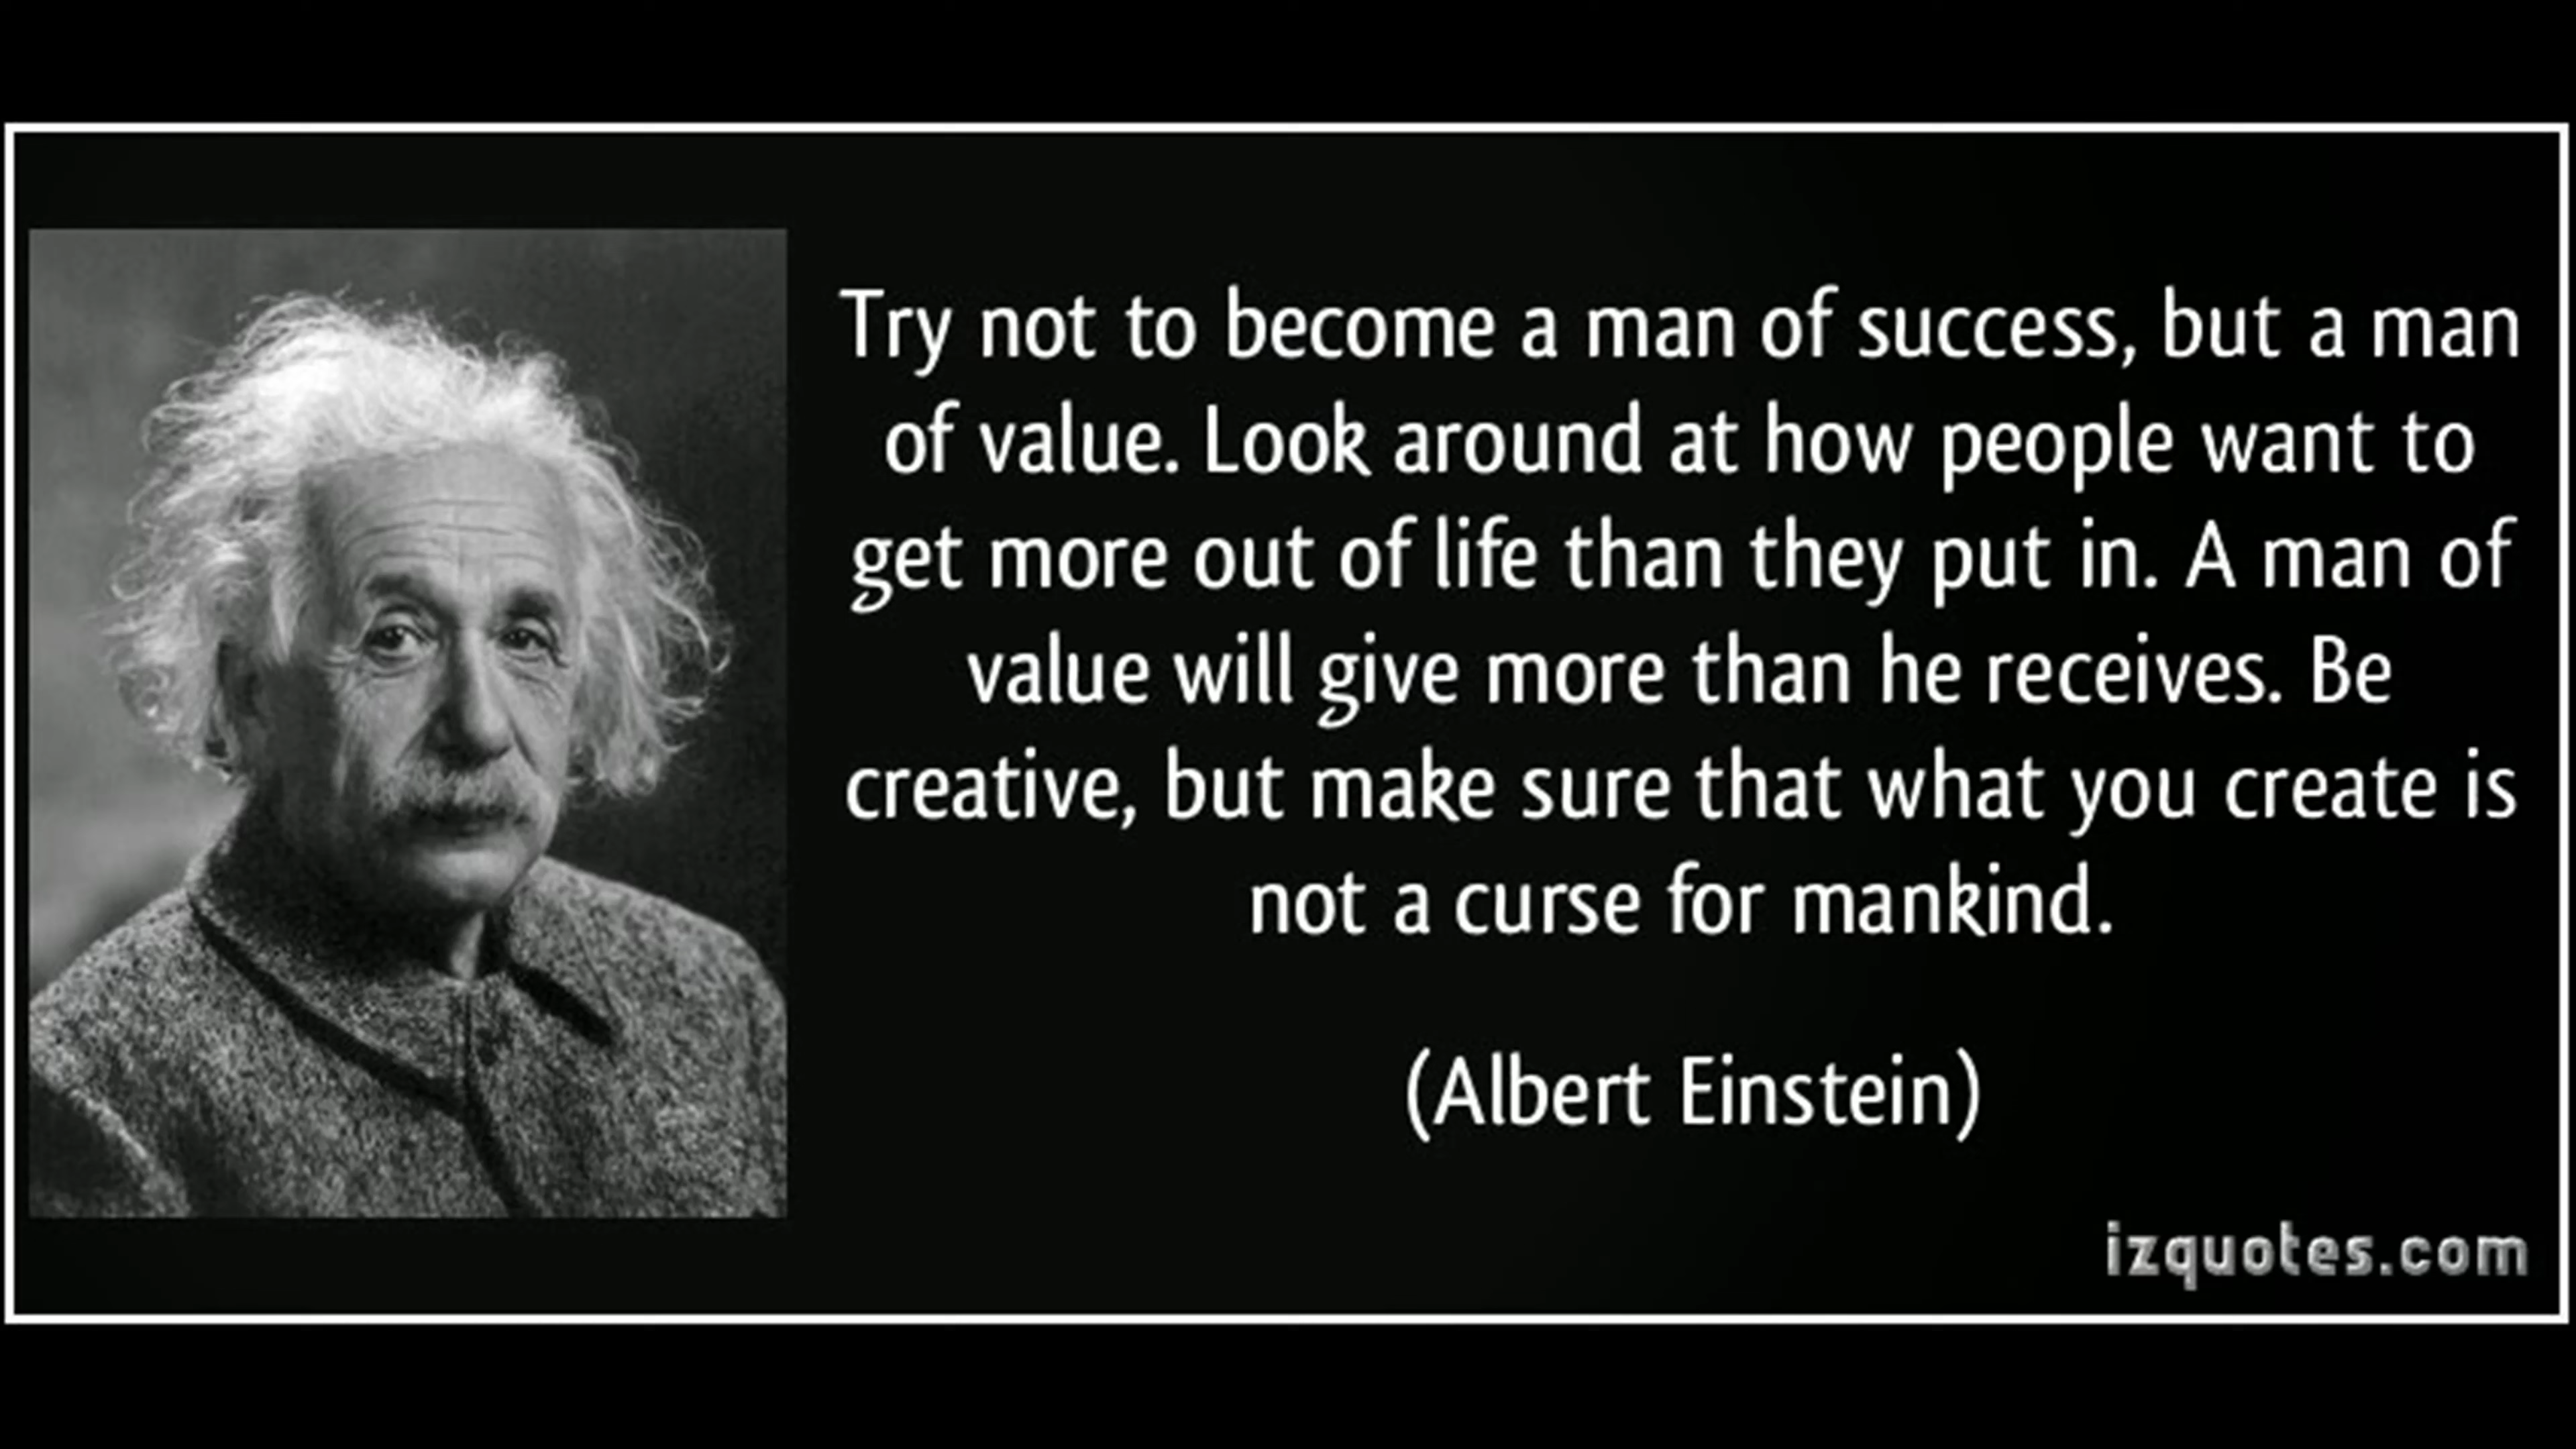 Try not to become a man of success, but a man
of value. Look around at how people want to
get more out of life than they put in. A man of
value will give more than he receives. Be
creative, but make sure that what you create is
not a curse for mankind.
(Albert Einstein)
izquotes.com